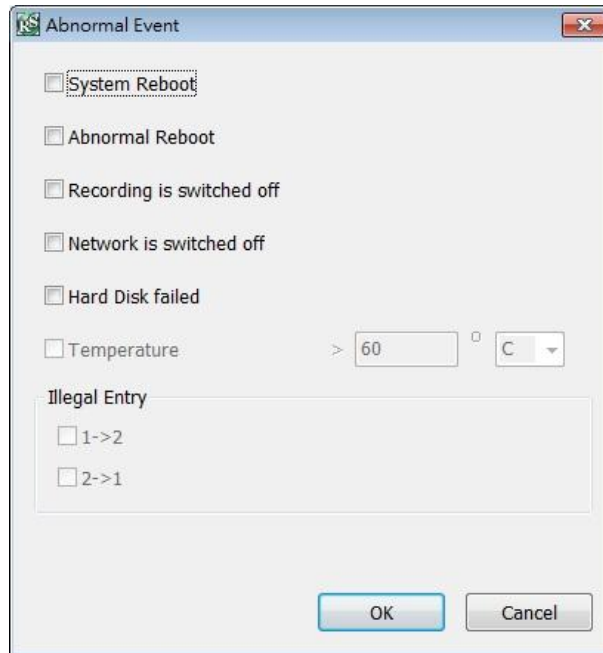 RS Abnormal Event
System Reboot
Abnormal Reboot
Recording is switched off
Network is switched off
Hard Disk failed
Temperature > 60 o C
Illegal Entry
1->2
2->1
OK Cancel